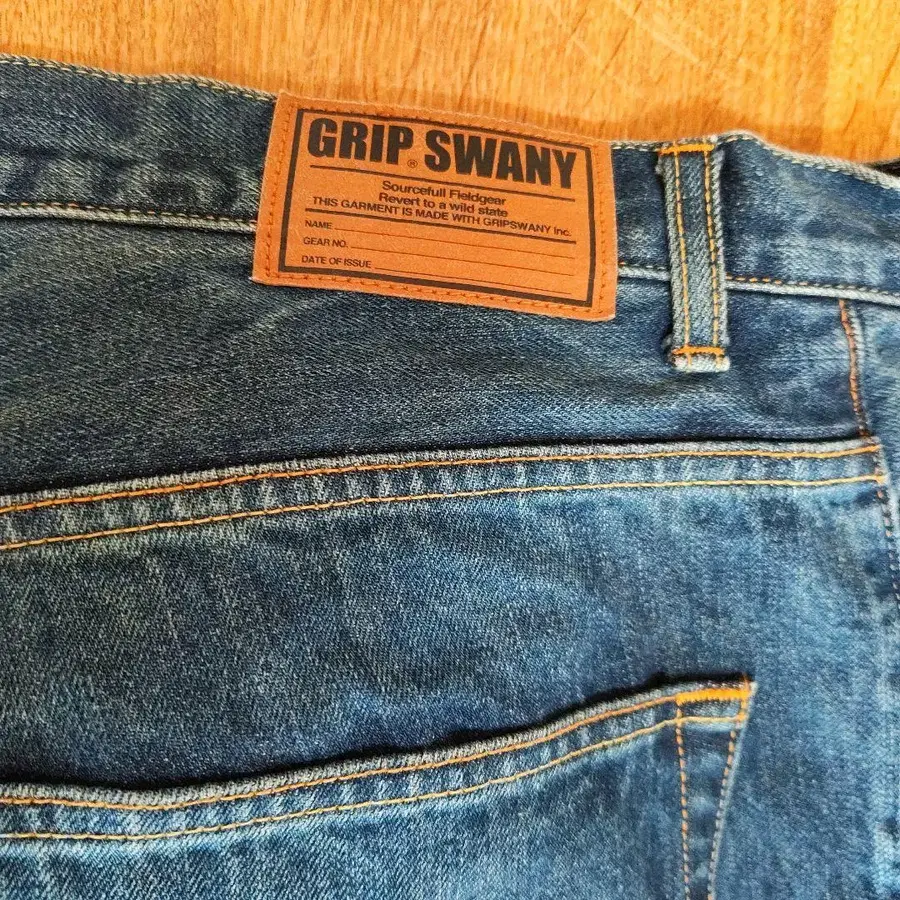 GRIP® SWANY
Sourcefull Fieldgear
Revert to a wild state
THIS GARMENT IS MADE WITH GRIPSWANY Inc.
NAME
GEAR NO.
DATE OF ISSUE